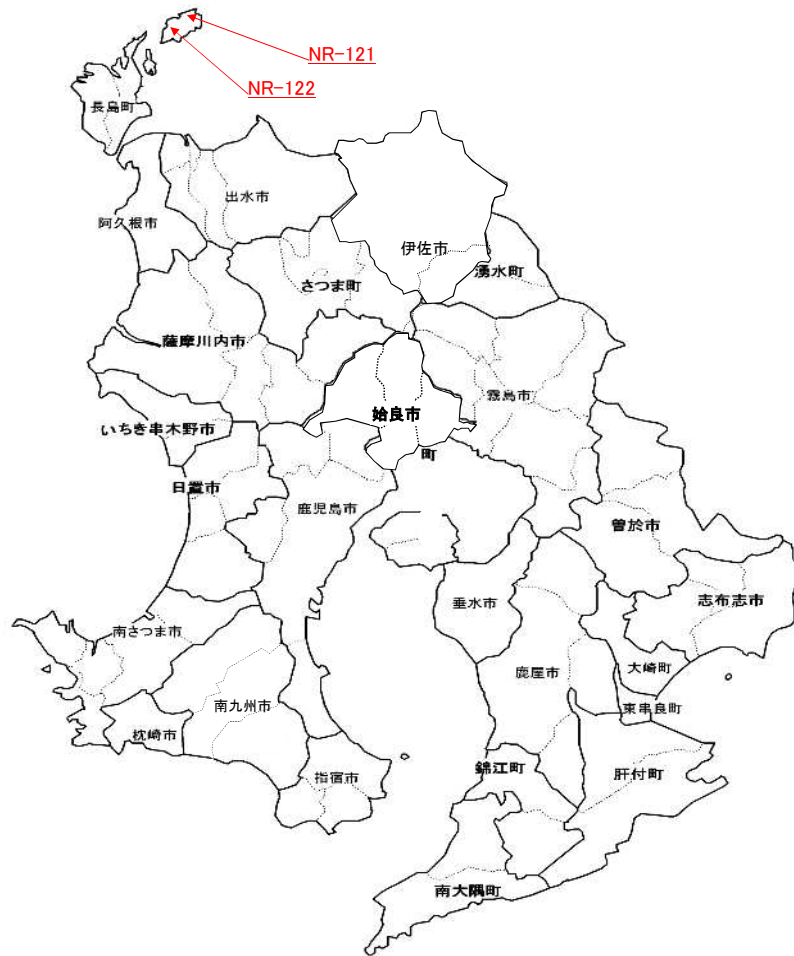 NR-121
NR-122
長島町
出水市
阿久根市
伊佐市
湧水町
さつま町
薩摩川内市
霧島市
姶良市
いちき串木野市
町
日置市
鹿児島市
曽於市
垂水市
志布志市
南さつま市
大崎町
鹿屋市
南九州市
東串良町
枕崎市
錦江町
肝付町
指宿市
南大隅町